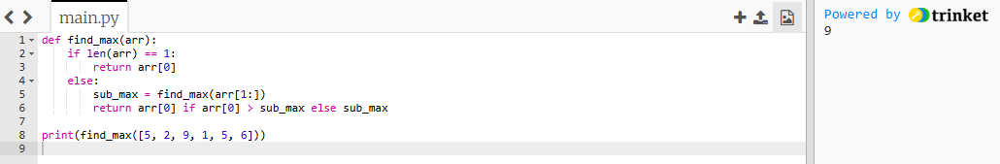 main.py
1 def find_max(arr):
2     if len(arr) == 1:
3         return arr[0]
4     else:
5         sub_max = find_max(arr[1:])
6         return arr[0] if arr[0] > sub_max else sub_max
7
8 print(find_max([5, 2, 9, 1, 5, 6]))
9
Powered by trinket
9